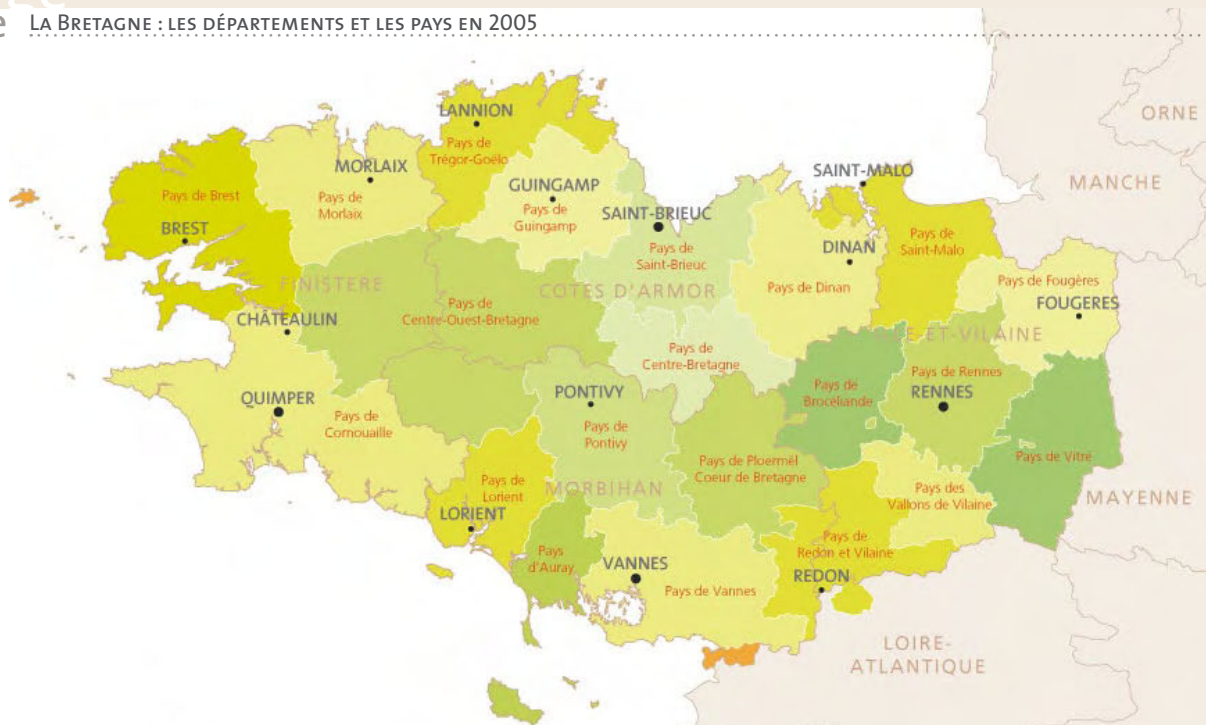 LA BRETAGNE : LES DÉPARTEMENTS ET LES PAYS EN 2005
ORNE
LANNION
Pays de
Trégor-Goëlo
MORLAIX
Pays de
Morlaix
SAINT-MALO
MANCHE
Pays de Brest
BREST
GUINGAMP
Pays de
Guingamp
SAINT-BRIEUC
Pays de
Saint-Brieuc
DINAN
Pays de Dinan
Pays de
Saint-Malo
Pays de Fougères
FOUGERES
FINISTERE
COTES D'ARMOR
CHÂTEAULIN
Pays de
Centre-Ouest-Bretagne
ET-VILAINE
Pays de
Centre-Bretagne
Pays de
Brocéliande
Pays de Rennes
RENNES
QUIMPER
Pays de
Cornouaille
PONTIVY
Pays de
Pontivy
Pays de Ploermël
Coeur de Bretagne
Pays de Vitré
Pays de
Lorient
MORBIHAN
Pays des
Vallons de Vilaine
MAYENNE
LORIENT
Pays
d'Auray
VANNES
Pays de Vannes
Pays de
Redon et Vilaine
REDON
LOIRE-
ATLANTIQUE